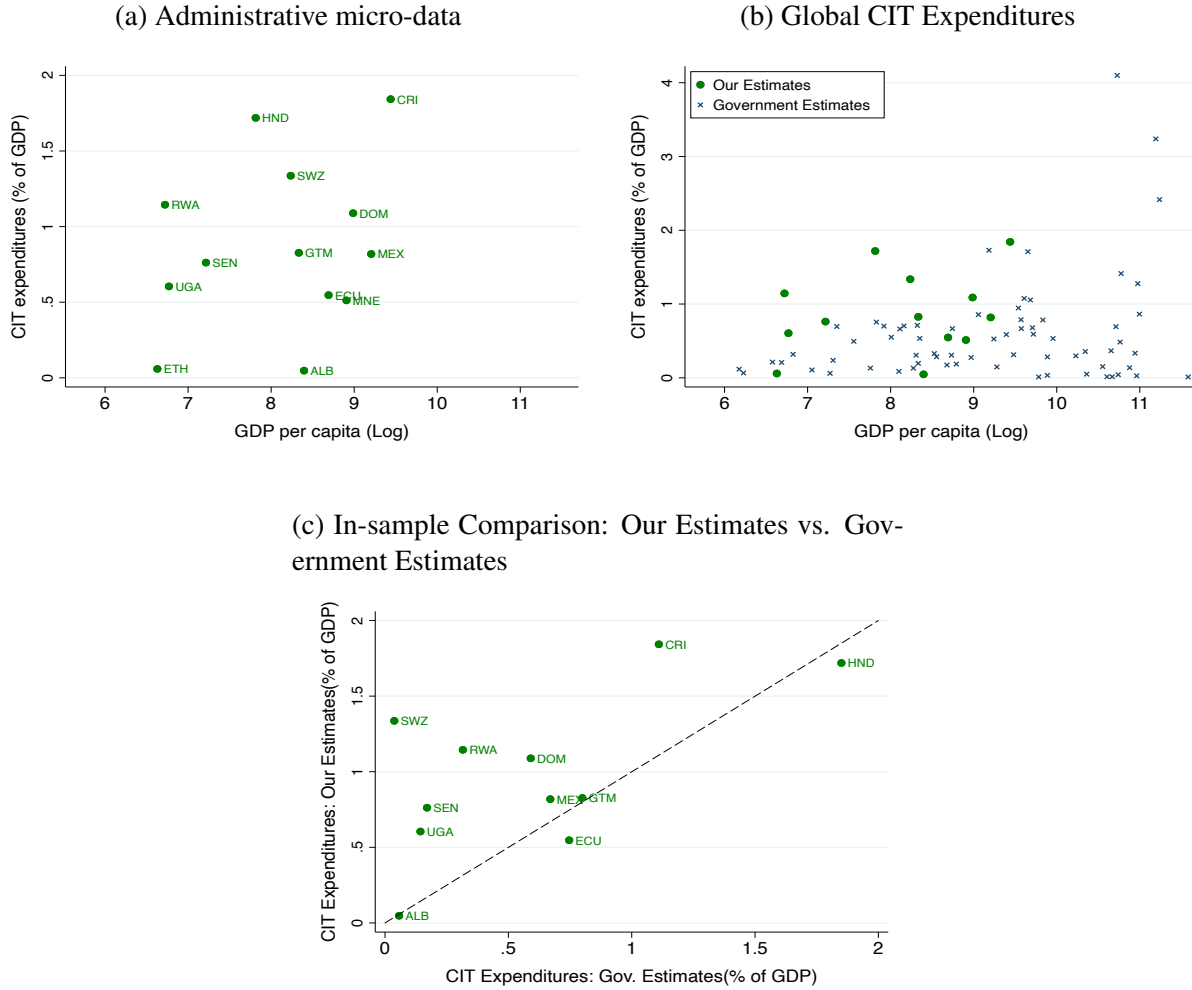 (a) Administrative micro-data
CIT expenditures (% of GDP)
2
1.5
1
.5
0
CRI
HND
SWZ
RWA
DOM
GTM
MEX
SEN
UGA
ECU
MNE
ETH
ALB
6 7 8 9 10 11
GDP per capita (Log)
(b) Global CIT Expenditures
CIT expenditures (% of GDP)
4
3
2
1
0
Our Estimates
Government Estimates
6 7 8 9 10 11
GDP per capita (Log)
(c) In-sample Comparison: Our Estimates vs. Gov-
ernment Estimates
CIT Expenditures: Our Estimates(% of GDP)
2
1.5
1
.5
0
CRI
HND
SWZ
RWA
DOM
MEX
GTM
SEN
UGA
ECU
ALB
0 .5 1 1.5 2
CIT Expenditures: Gov. Estimates(% of GDP)